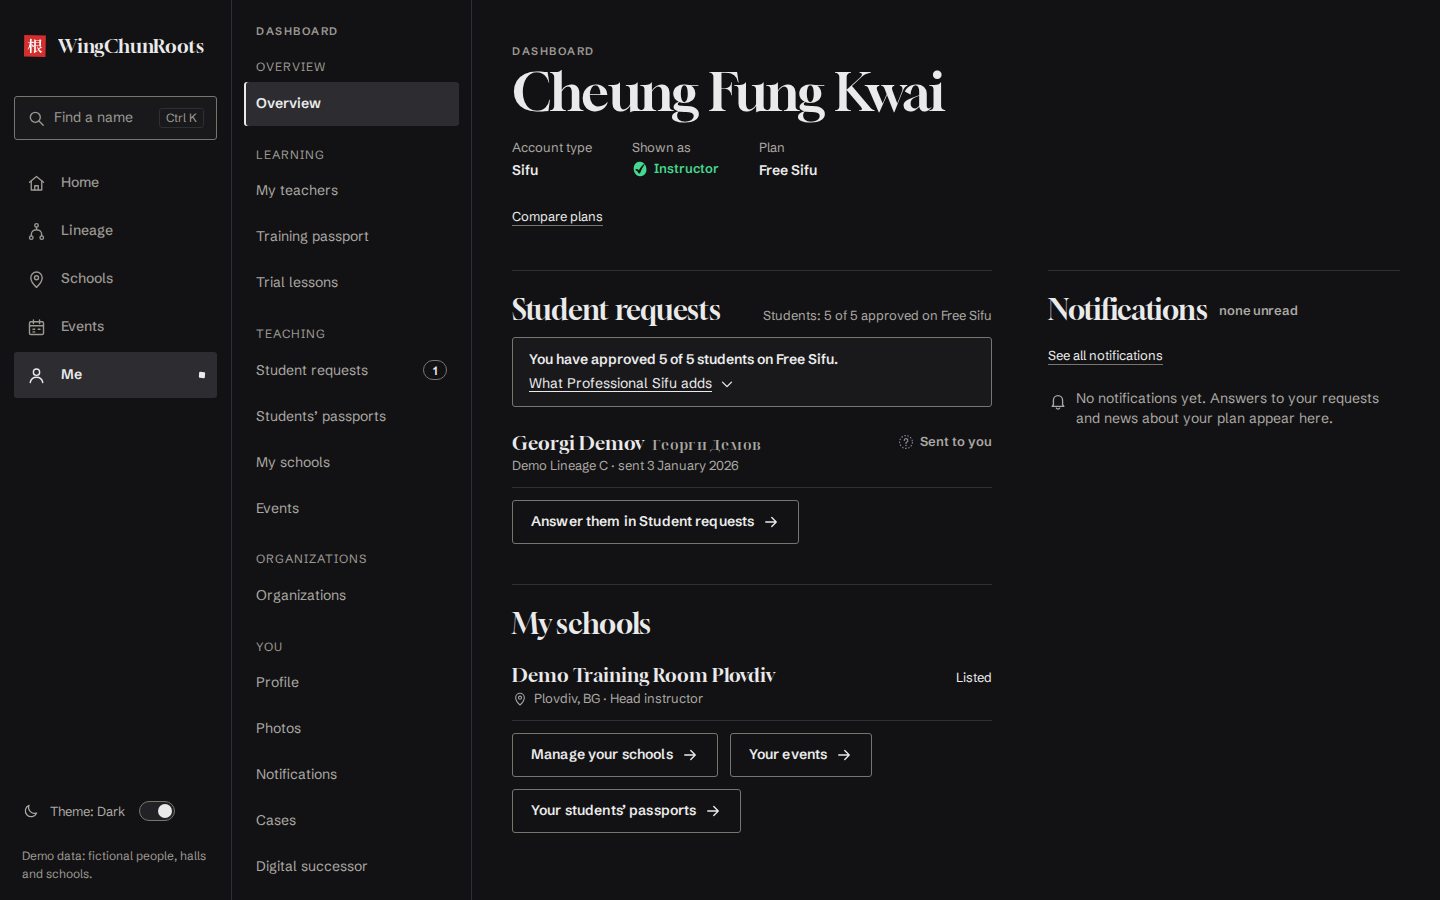 根 WingChunRoots
Find a name Ctrl K
Home
Lineage
Schools
Events
Me
Theme: Dark
Demo data: fictional people, halls
and schools.
DASHBOARD
OVERVIEW
Overview
LEARNING
My teachers
Training passport
Trial lessons
TEACHING
Student requests 1
Students’ passports
My schools
Events
ORGANIZATIONS
Organizations
YOU
Profile
Photos
Notifications
Cases
Digital successor
DASHBOARD
Cheung Fung Kwai
Account type Shown as Plan
Sifu Instructor Free Sifu
Compare plans
Student requests Students: 5 of 5 approved on Free Sifu
You have approved 5 of 5 students on Free Sifu.
What Professional Sifu adds
Georgi Demov Георги Демов Sent to you
Demo Lineage C · sent 3 January 2026
Answer them in Student requests
My schools
Demo Training Room Plovdiv Listed
Plovdiv, BG · Head instructor
Manage your schools Your events
Your students’ passports
Notifications none unread
See all notifications
No notifications yet. Answers to your requests
and news about your plan appear here.